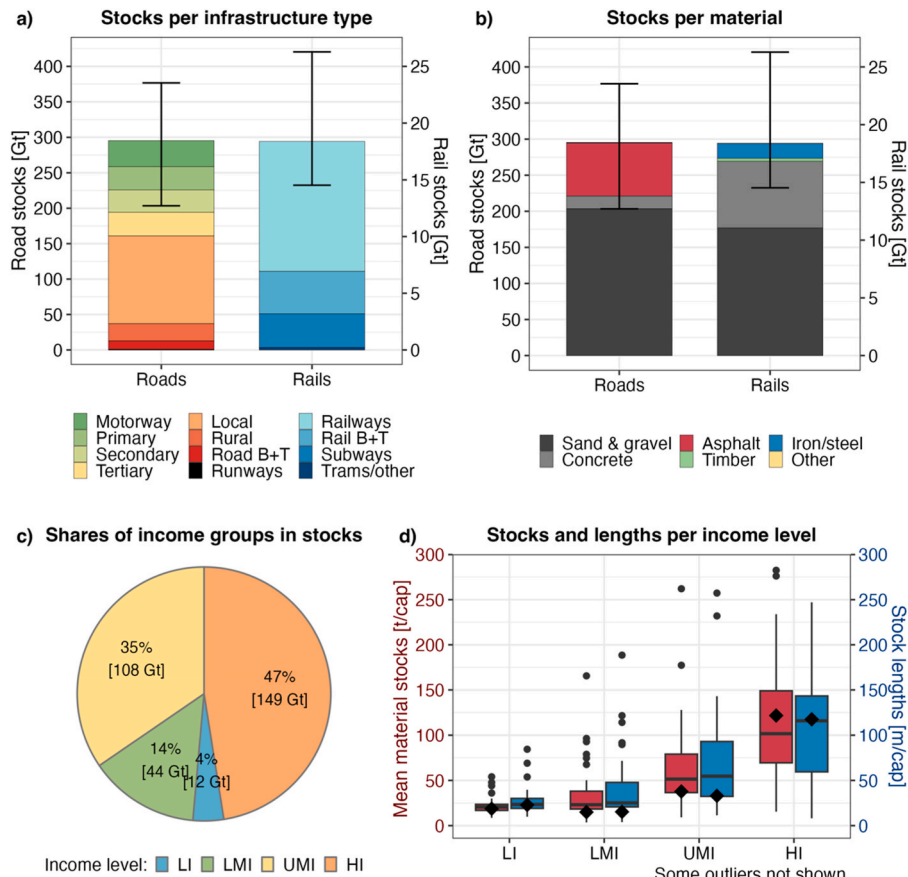 a) Stocks per infrastructure type
Road stocks [Gt]
400
350
300
250
200
150
100
50
0
25
20
15
10
5
0
Rail stocks [Gt]
Roads Rails
Motorway Local Railways
Primary Rural Rail B+T
Secondary Road B+T Subways
Tertiary Runways Trams/other
b) Stocks per material
Road stocks [Gt]
400
350
300
250
200
150
100
50
0
25
20
15
10
5
0
Rail stocks [Gt]
Roads Rails
Sand & gravel Asphalt Iron/steel
Concrete Timber Other
c) Shares of income groups in stocks
35%
[108 Gt]
47%
[149 Gt]
14%
[44 Gt]
4%
[12 Gt]
Income level: LI LMI UMI HI
d) Stocks and lengths per income level
Mean material stocks [t/cap]
300
250
200
150
100
50
0
300
250
200
150
100
50
0
Stock lengths [m/cap]
LI LMI UMI HI
Some outliers not shown